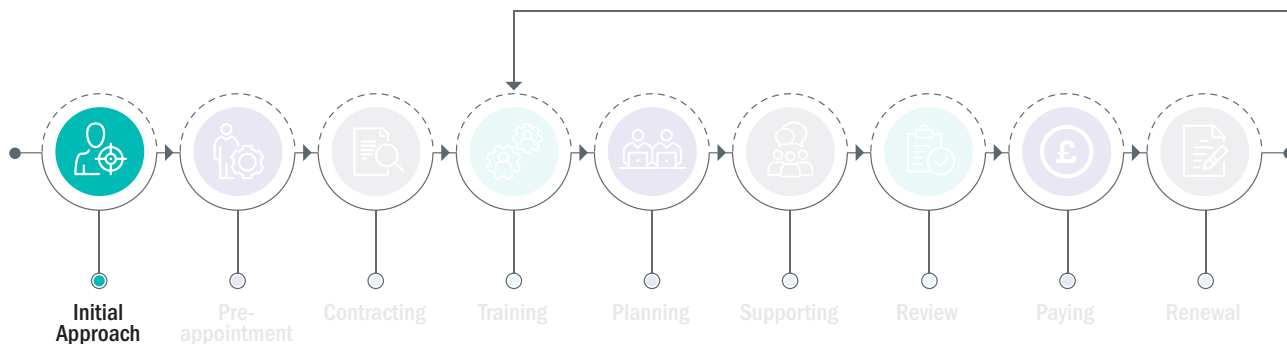 £
Initial
Approach
Pre-
appointment
Contracting
Training
Planning
Supporting
Review
Paying
Renewal